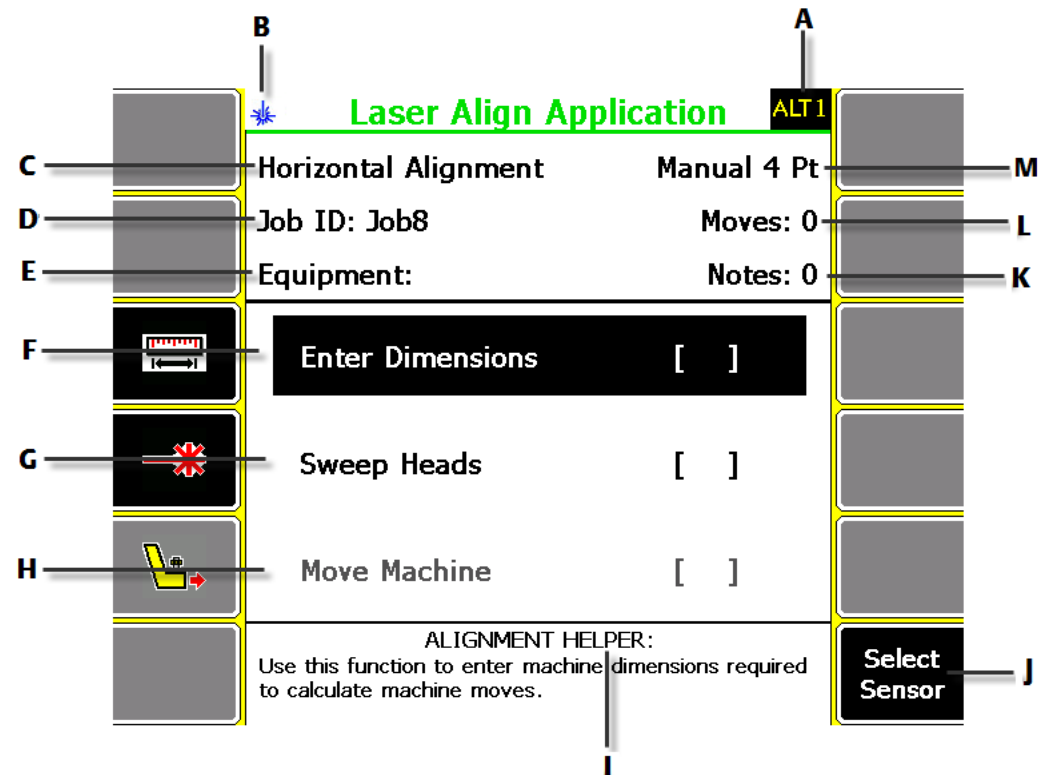 B A
Laser Align Application ALT1
C Horizontal Alignment Manual 4 Pt M
D Job ID: Job8 Moves: 0 L
E Equipment: Notes: 0 K
F Enter Dimensions [ ]
G Sweep Heads [ ]
H Move Machine [ ]
ALIGNMENT HELPER:
Use this function to enter machine dimensions required
to calculate machine moves.
Select
Sensor J
I